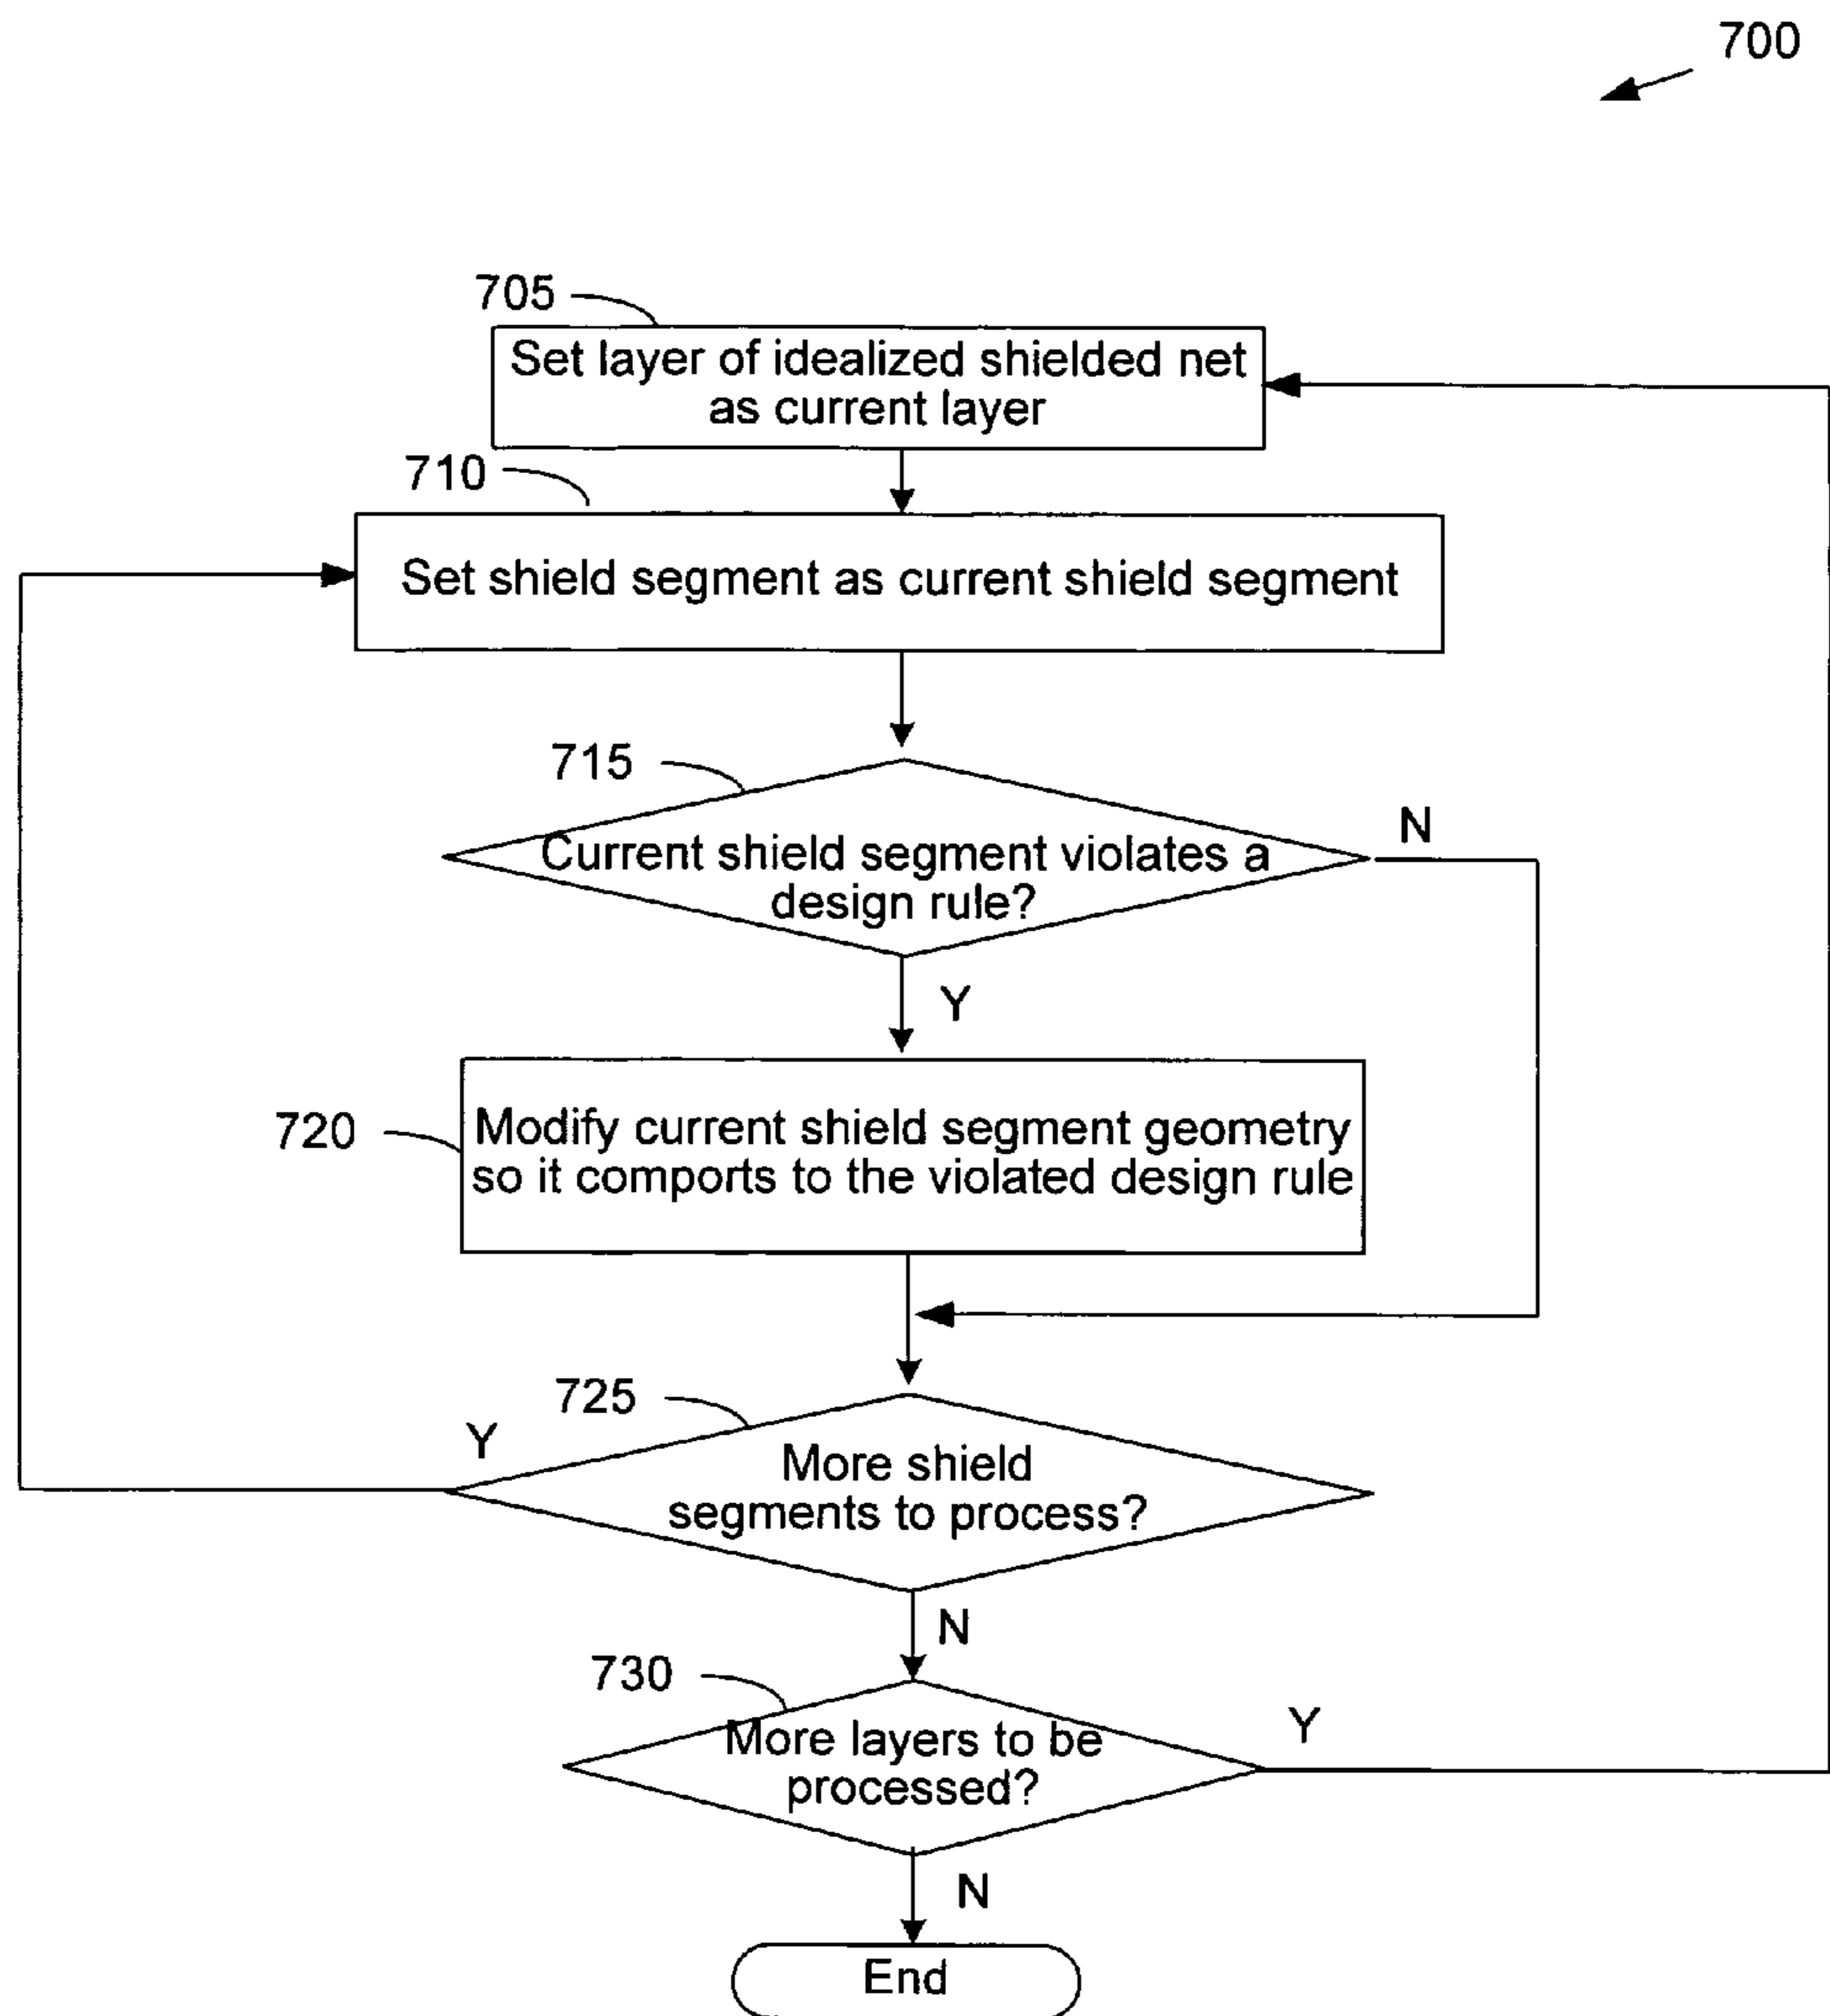 700
705
Set layer of idealized shielded net
as current layer
710
Set shield segment as current shield segment
715
N
Current shield segment violates a
design rule?
Y
720
Modify current shield segment geometry
so it comports to the violated design rule
725
Y
More shield
segments to process?
N
730
Y
More layers to be
processed?
N
End